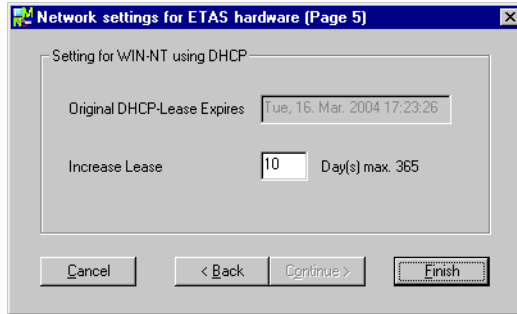 Network settings for ETAS hardware (Page 5)
Setting for WIN-NT using DHCP
Original DHCP-Lease Expires Tue, 16. Mar. 2004 17:23:26
Increase Lease 10 Day(s) max. 365
Cancel < Back Continue > Finish